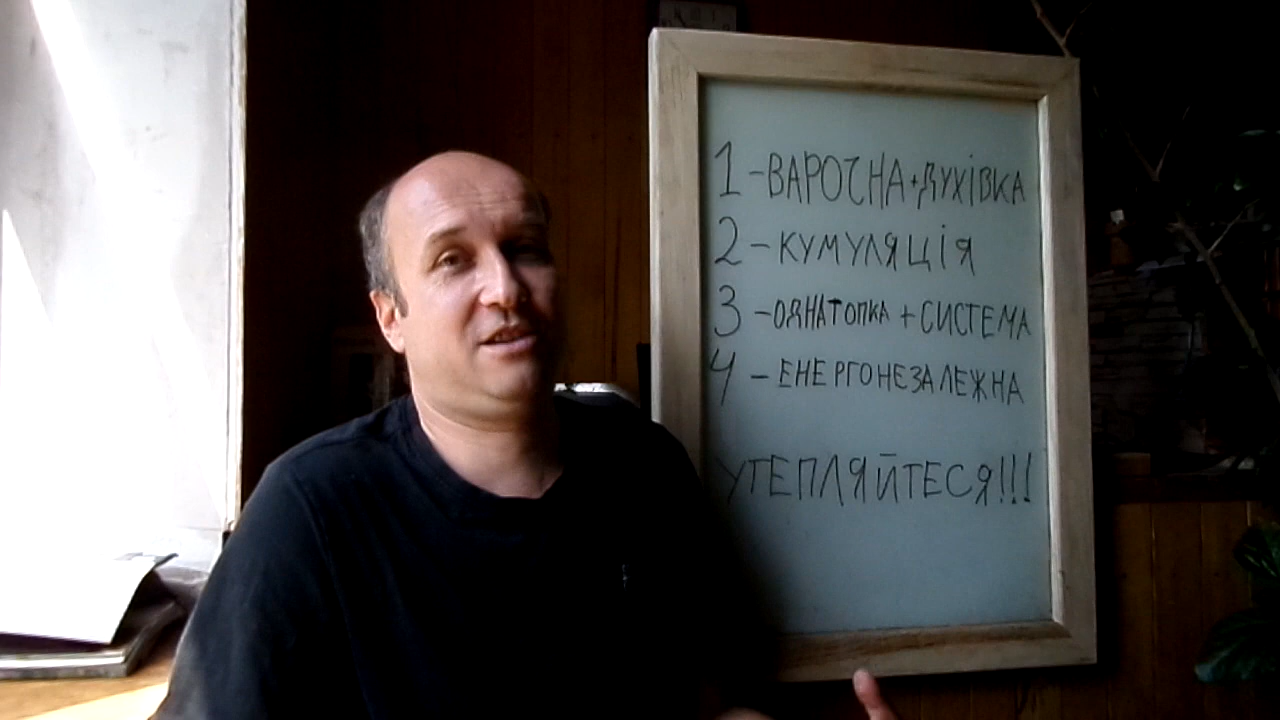 1 - ВАРОЧНА + ДУХІВКА
2 - КУМУЛЯЦІЯ
3 - ОДНА ТОПКА + СИСТЕМА
4 - ЕНЕРГОНЕЗАЛЕЖНА
УТЕПЛЯЙТЕСЯ!!!